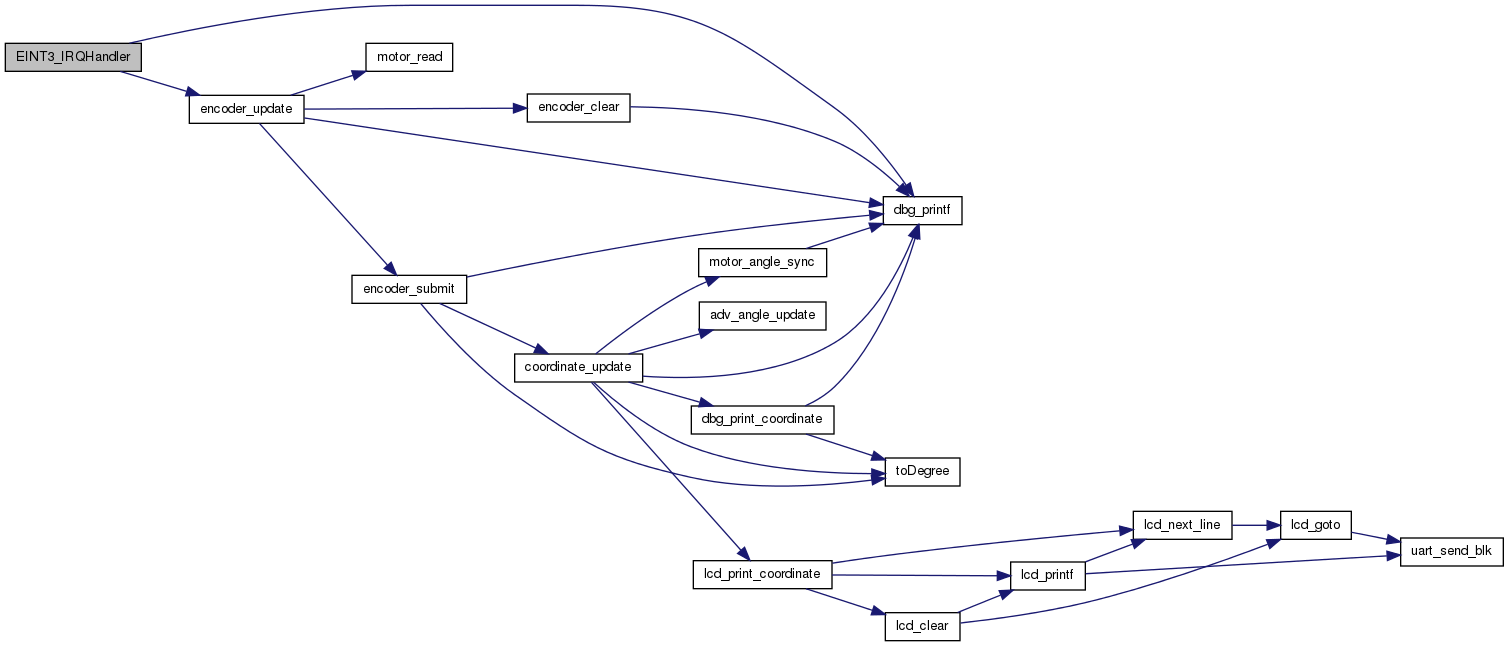 EINT3_IRQHandler
motor_read
encoder_update
encoder_clear
dbg_printf
motor_angle_sync
encoder_submit
adv_angle_update
coordinate_update
dbg_print_coordinate
toDegree
lcd_next_line
lcd_goto
uart_send_blk
lcd_print_coordinate
lcd_printf
lcd_clear